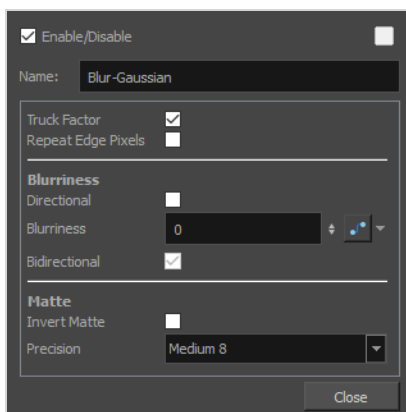 Enable/Disable
Name: Blur-Gaussian
Truck Factor
Repeat Edge Pixels
Blurriness
Directional
Blurriness 0
Bidirectional
Matte
Invert Matte
Precision Medium 8
Close